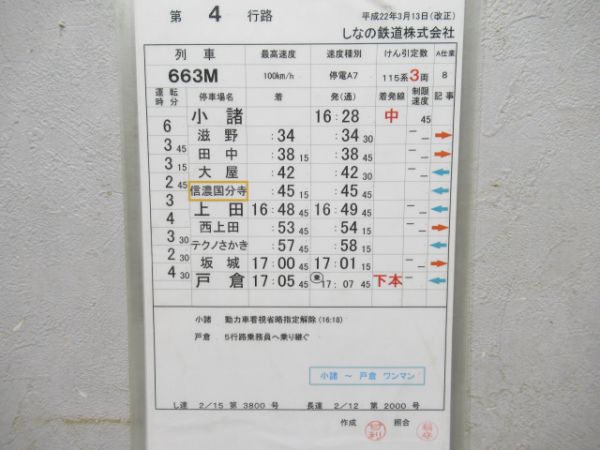 第 4 行路 平成22年3月13日(改正)
しなの鉄道株式会社
列車 最高速度 速度種別 けん引定数 A仕業
663M 100km/h 停電A7 115系3両 8
運転時分 停車場名 着 発(通) 着発線 制限速度 記事
小諸 16:28 中 45
6
滋野 :34 :34 30 →
3 45
田中 :38 15 :38 45 →
3 15
大屋 :42 :42 30 ←
2 45
信濃国分寺 :45 15 :45 15 ←
3
上田 16:48 45 16:49 45 ←
4
西上田 :53 45 :54 45 →
3
テクノさかき :57 45 :58 ←
2 30
坂城 17:00 45 17:01 15 →
4 30
戸倉 17:05 45 17:07 45 下本 ←
小諸 動力車看視省略指定解除(16:18)
戸倉 5行路乗務員へ乗り継ぐ
小諸 ~ 戸倉 ワンマン
し達 2/15 第 3800 号 長達 2/12 第 2000 号
作成 照合